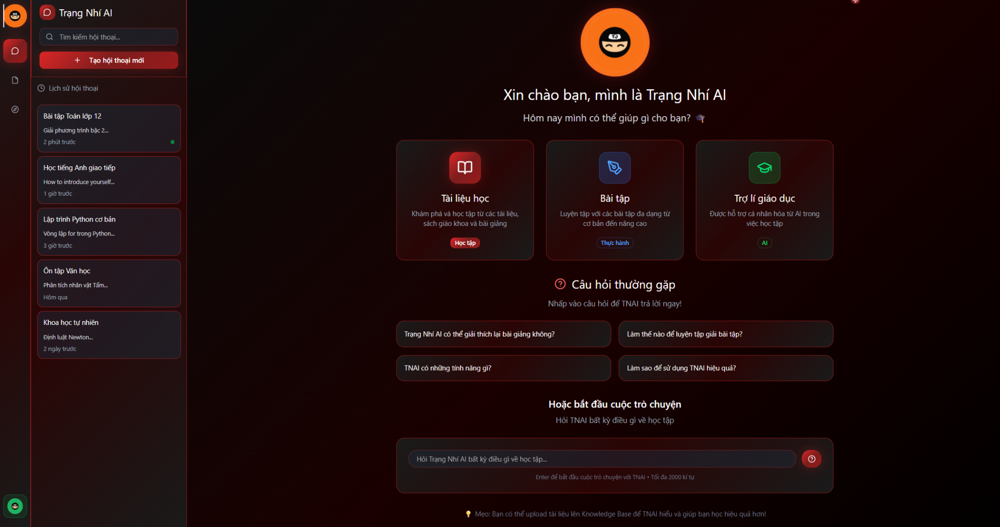 Trạng Nhí AI
Tìm kiếm hội thoại...
Tạo hội thoại mới
Lịch sử hội thoại
Bài tập Toán lớp 12
Giải phương trình bậc 2...
2 phút trước
Học tiếng Anh giao tiếp
How to introduce yourself...
1 giờ trước
Lập trình Python cơ bản
Vòng lặp for trong Python...
3 giờ trước
Ôn tập Văn học
Phân tích nhân vật Tấm...
Hôm qua
Khoa học tự nhiên
Định luật Newton...
2 ngày trước
Xin chào bạn, mình là Trạng Nhí AI
Hôm nay mình có thể giúp gì cho bạn? 🎓
Tài liệu học
Khám phá và học tập từ các tài liệu,
sách giáo khoa và bài giảng
Học tập
Bài tập
Luyện tập với các bài tập đa dạng từ
cơ bản đến nâng cao
Thực hành
Trợ lí giáo dục
Được hỗ trợ cá nhân hóa từ AI trong
việc học tập
AI
Câu hỏi thường gặp
Nhấp vào câu hỏi để TNAI trả lời ngay!
Trạng Nhí AI có thể giải thích lại bài giảng không?
Làm thế nào để luyện tập giải bài tập?
TNAI có những tính năng gì?
Làm sao để sử dụng TNAI hiệu quả?
Hoặc bắt đầu cuộc trò chuyện
Hỏi TNAI bất kỳ điều gì về học tập
Hỏi Trạng Nhí AI bất kỳ điều gì về học tập...
Enter để bắt đầu cuộc trò chuyện với TNAI • Tối đa 2000 kí tự
💡 Mẹo: Bạn có thể upload tài liệu lên Knowledge Base để TNAI hiểu và giúp bạn học hiệu quả hơn!